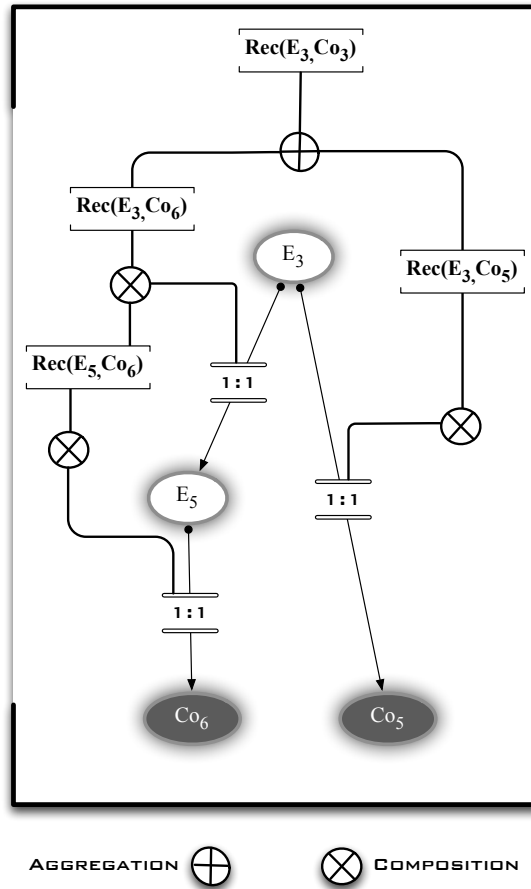 Rec(E₃,Co₃)
Rec(E₃,Co₆)
E₃
Rec(E₃,Co₅)
Rec(E₅,Co₆)
1:1
E₅
1:1
1:1
Co₆
Co₅
AGGREGATION
COMPOSITION